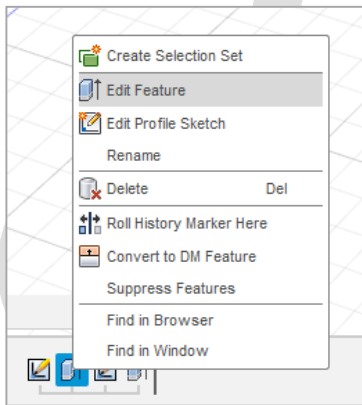 Create Selection Set
Edit Feature
Edit Profile Sketch
Rename
Delete Del
Roll History Marker Here
Convert to DM Feature
Suppress Features
Find in Browser
Find in Window